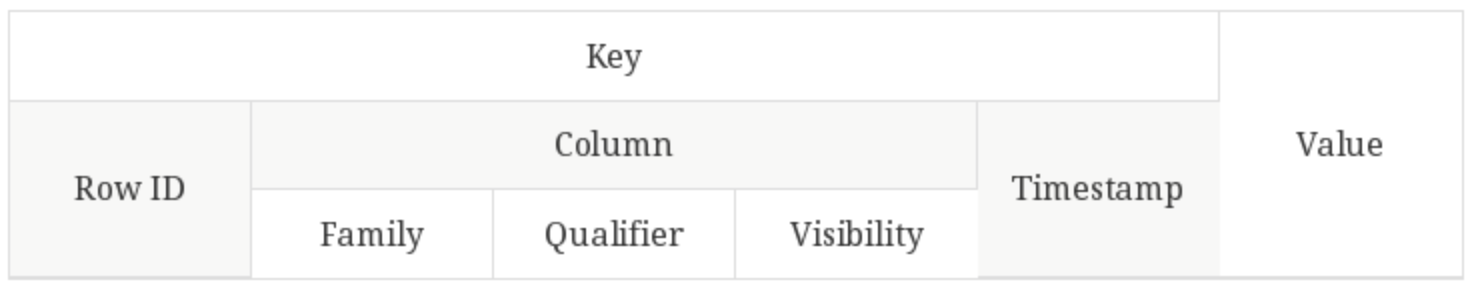 Key
Value
Row ID
Column
Timestamp
Family
Qualifier
Visibility